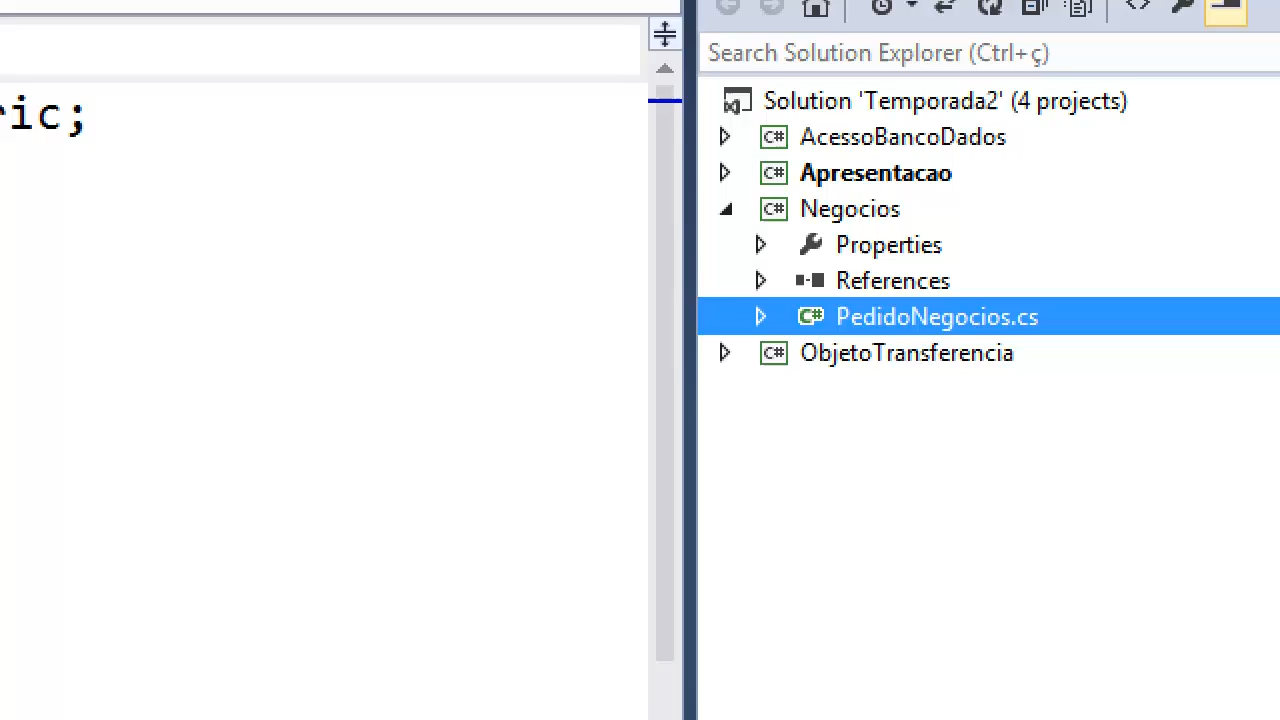 ric;
Search Solution Explorer (Ctrl+ç)
Solution 'Temporada2' (4 projects)
C# AcessoBancoDados
C# Apresentacao
C# Negocios
Properties
References
C# PedidoNegocios.cs
C# ObjetoTransferencia